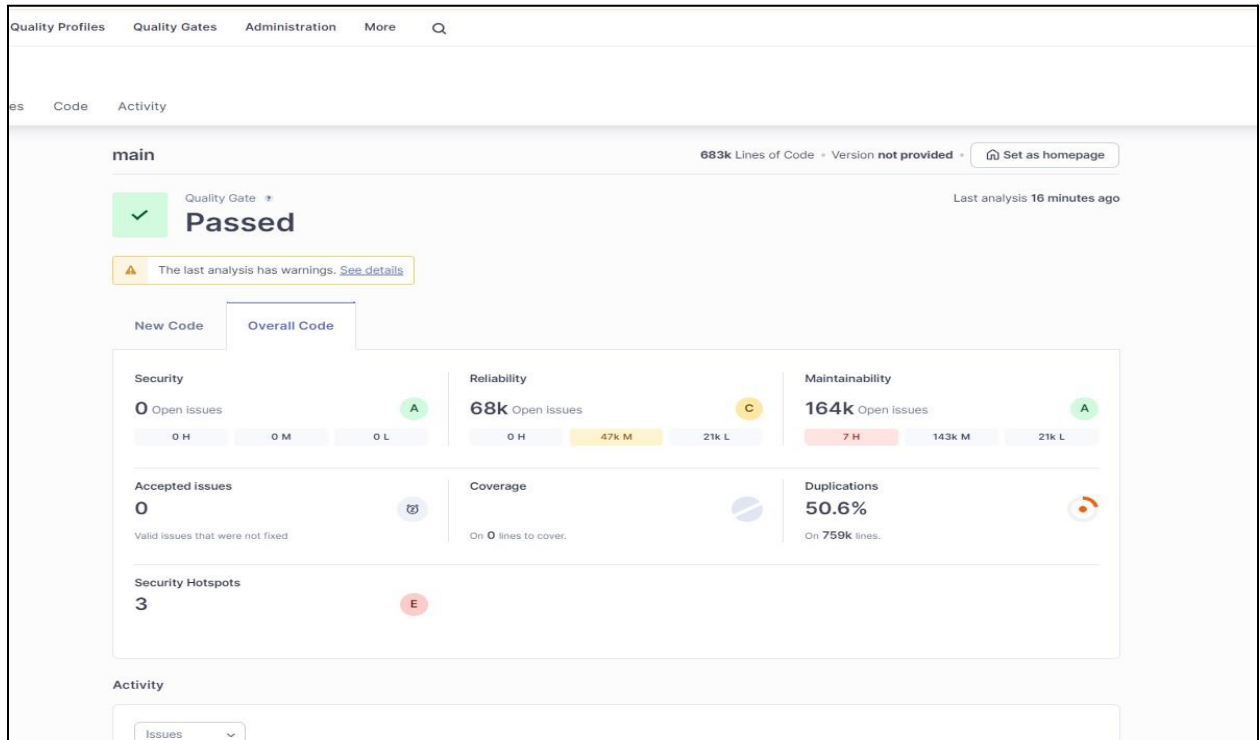 Quality Profiles Quality Gates Administration More
es Code Activity
main
683k Lines of Code • Version not provided • Set as homepage
Quality Gate ?
Passed
Last analysis 16 minutes ago
The last analysis has warnings. See details
New Code Overall Code
Security Reliability Maintainability
0 Open issues A 68k Open issues C 164k Open issues A
0 H 0 M 0 L 0 H 47k M 21k L 7 H 143k M 21k L
Accepted issues Coverage Duplications
0 50.6%
Valid issues that were not fixed On 0 lines to cover. On 759k lines.
Security Hotspots
3 E
Activity
Issues